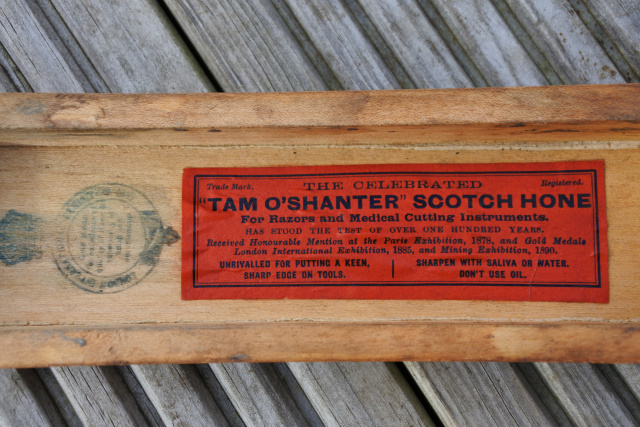 Trade Mark. THE CELEBRATED Registered.
"TAM O'SHANTER" SCOTCH HONE
For Razors and Medical Cutting Instruments.
HAS STOOD THE TEST OF OVER ONE HUNDRED YEARS.
Received Honourable Mention at the Paris Exhibition, 1878, and Gold Medals
London International Exhibition, 1885, and Mining Exhibition, 1890.
UNRIVALLED FOR PUTTING A KEEN,
SHARP EDGE ON TOOLS.
SHARPEN WITH SALIVA OR WATER.
DON'T USE OIL.